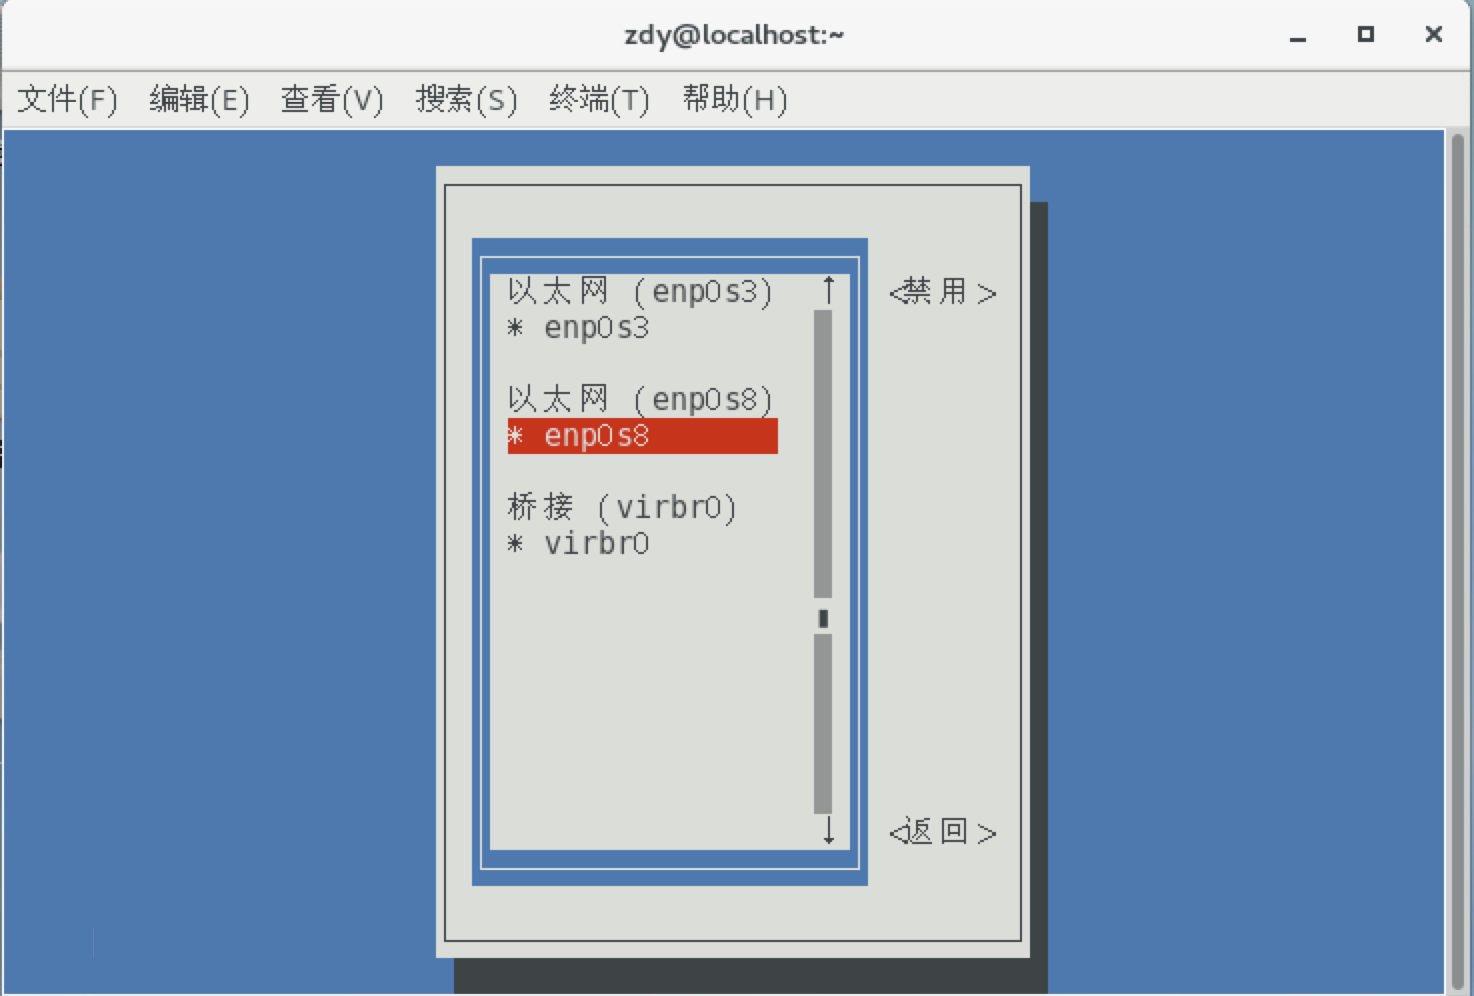 zdy@localhost:~
文件(F) 编辑(E) 查看(V) 搜索(S) 终端(T) 帮助(H)
以太网 (enp0s3) ↑ <禁用>
* enp0s3
以太网 (enp0s8)
* enp0s8
桥接 (virbr0)
* virbr0
↓ <返回>